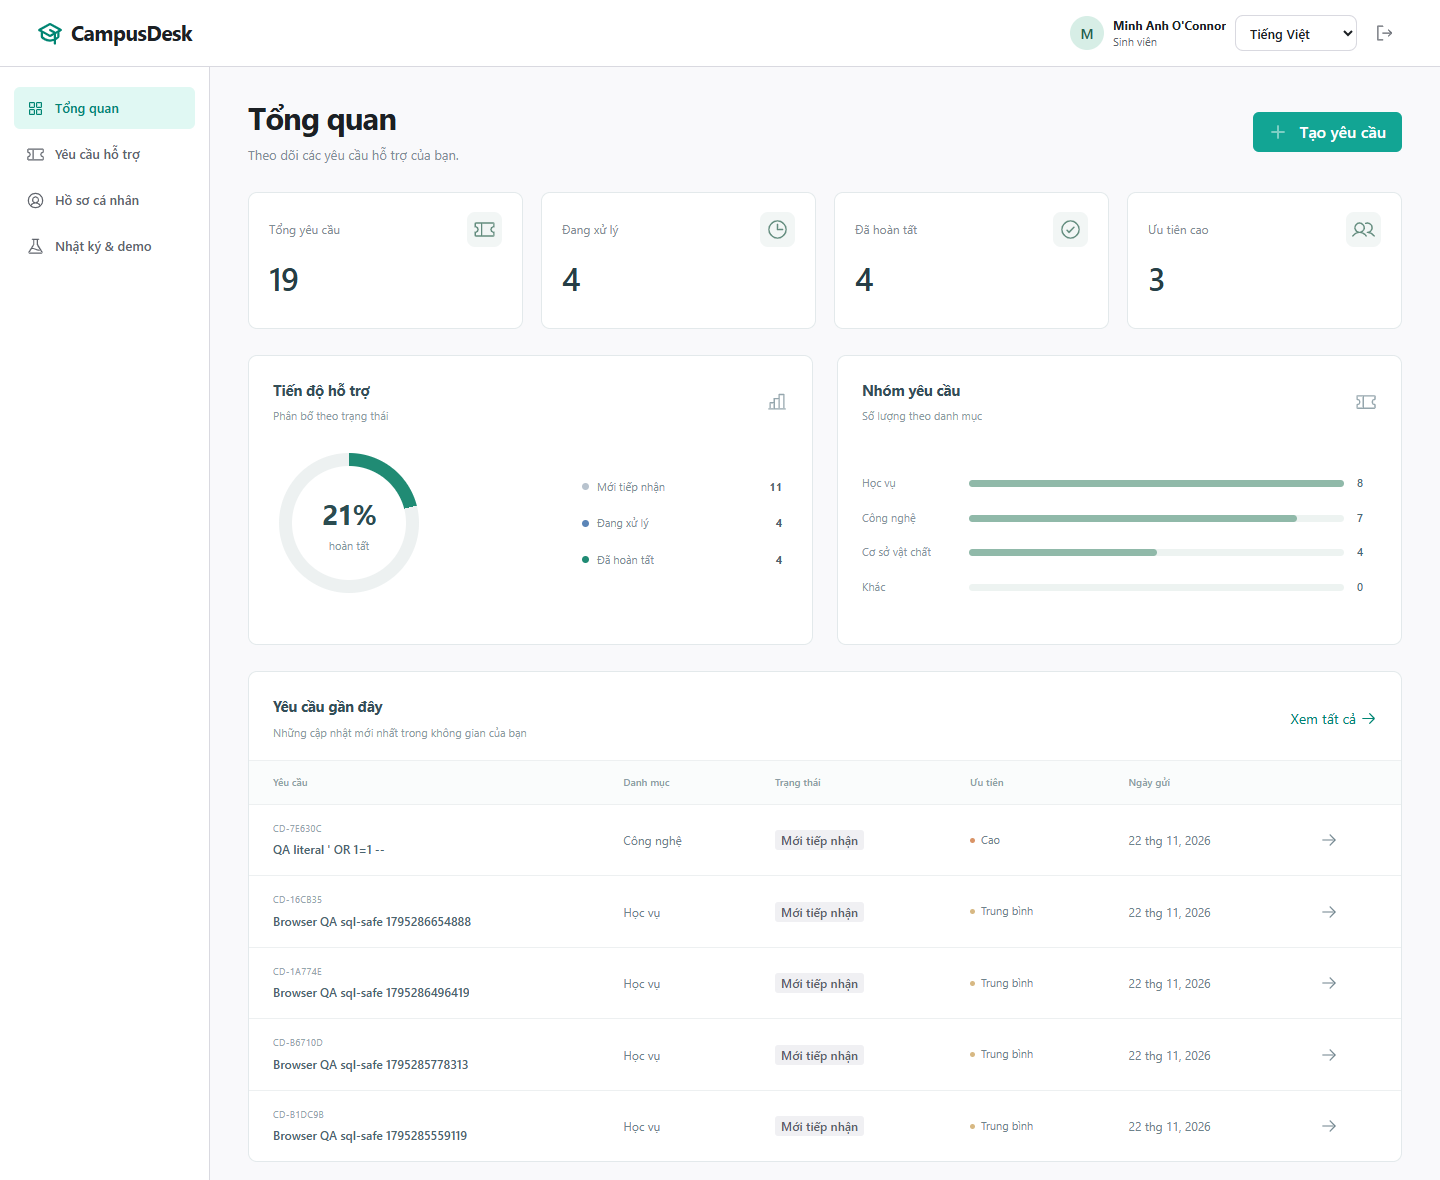 CampusDesk
M
Minh Anh O'Connor
Sinh viên
Tiếng Việt
Tổng quan
Yêu cầu hỗ trợ
Hồ sơ cá nhân
Nhật ký & demo
Tổng quan
Theo dõi các yêu cầu hỗ trợ của bạn.
Tạo yêu cầu
Tổng yêu cầu
19
Đang xử lý
4
Đã hoàn tất
4
Ưu tiên cao
3
Tiến độ hỗ trợ
Phân bổ theo trạng thái
21%
hoàn tất
Mới tiếp nhận 11
Đang xử lý 4
Đã hoàn tất 4
Nhóm yêu cầu
Số lượng theo danh mục
Học vụ 8
Công nghệ 7
Cơ sở vật chất 4
Khác 0
Yêu cầu gần đây
Những cập nhật mới nhất trong không gian của bạn
Xem tất cả
Yêu cầu Danh mục Trạng thái Ưu tiên Ngày gửi
CD-7E630C
QA literal ' OR 1=1 -- Công nghệ Mới tiếp nhận Cao 22 thg 11, 2026
CD-16CB35
Browser QA sql-safe 1795286654888 Học vụ Mới tiếp nhận Trung bình 22 thg 11, 2026
CD-1A774E
Browser QA sql-safe 1795286496419 Học vụ Mới tiếp nhận Trung bình 22 thg 11, 2026
CD-B6710D
Browser QA sql-safe 1795285778313 Học vụ Mới tiếp nhận Trung bình 22 thg 11, 2026
CD-B1DC9B
Browser QA sql-safe 1795285559119 Học vụ Mới tiếp nhận Trung bình 22 thg 11, 2026